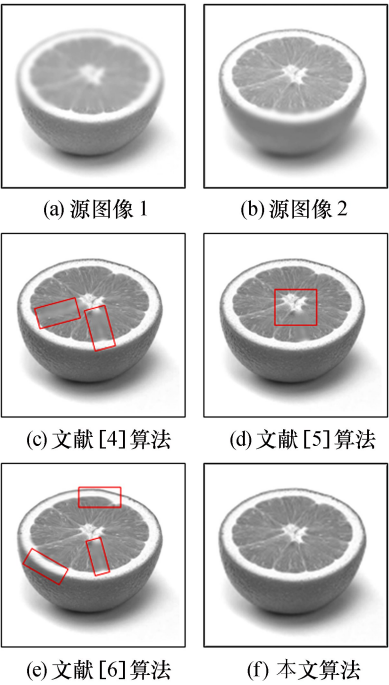 (a) 源图像 1
(b) 源图像 2
(c) 文献 [4] 算法
(d) 文献 [5] 算法
(e) 文献 [6] 算法
(f) 本文算法